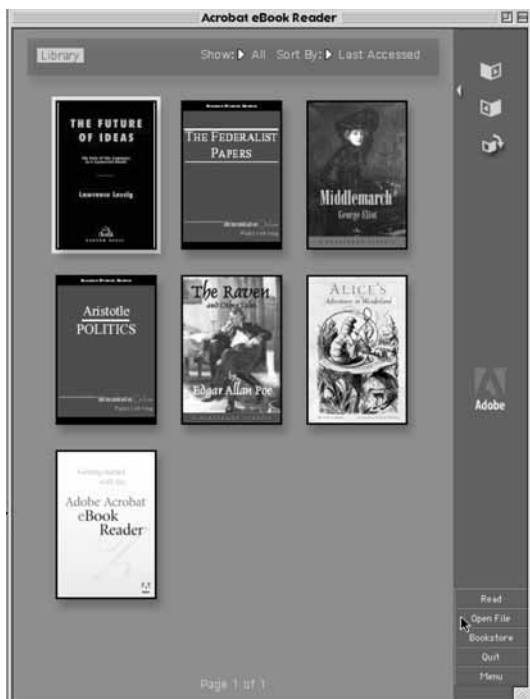 Acrobat eBook Reader
Library
Show: All Sort By: Last Accessed
THE FUTURE
OF IDEAS
Lawrence Lessig
THE FEDERALIST
PAPERS
Middlemarch
George Eliot
Aristotle
POLITICS
The Raven
and Other Tales
by
Edgar Allan Poe
ALICE'S
Adventures in Wonderland
Getting started
with the
Adobe Acrobat
eBook
Reader
Adobe
Read
Open File
Bookstore
Quit
Menu
Page 1 of 1